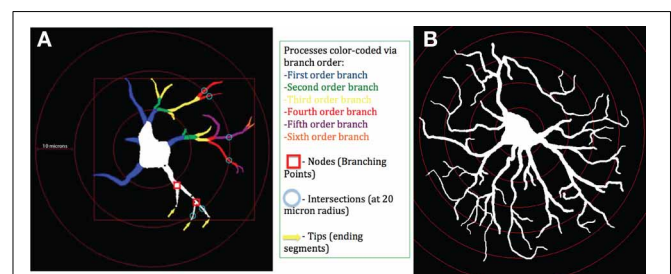 A
10 microns
Processes color-coded via
branch order:
-First order branch
-Second order branch
-Third order branch
-Fourth order branch
-Fifth order branch
-Sixth order branch
- Nodes (Branching
Points)
- Intersections (at 20
micron radius)
- Tips (ending
segments)
B